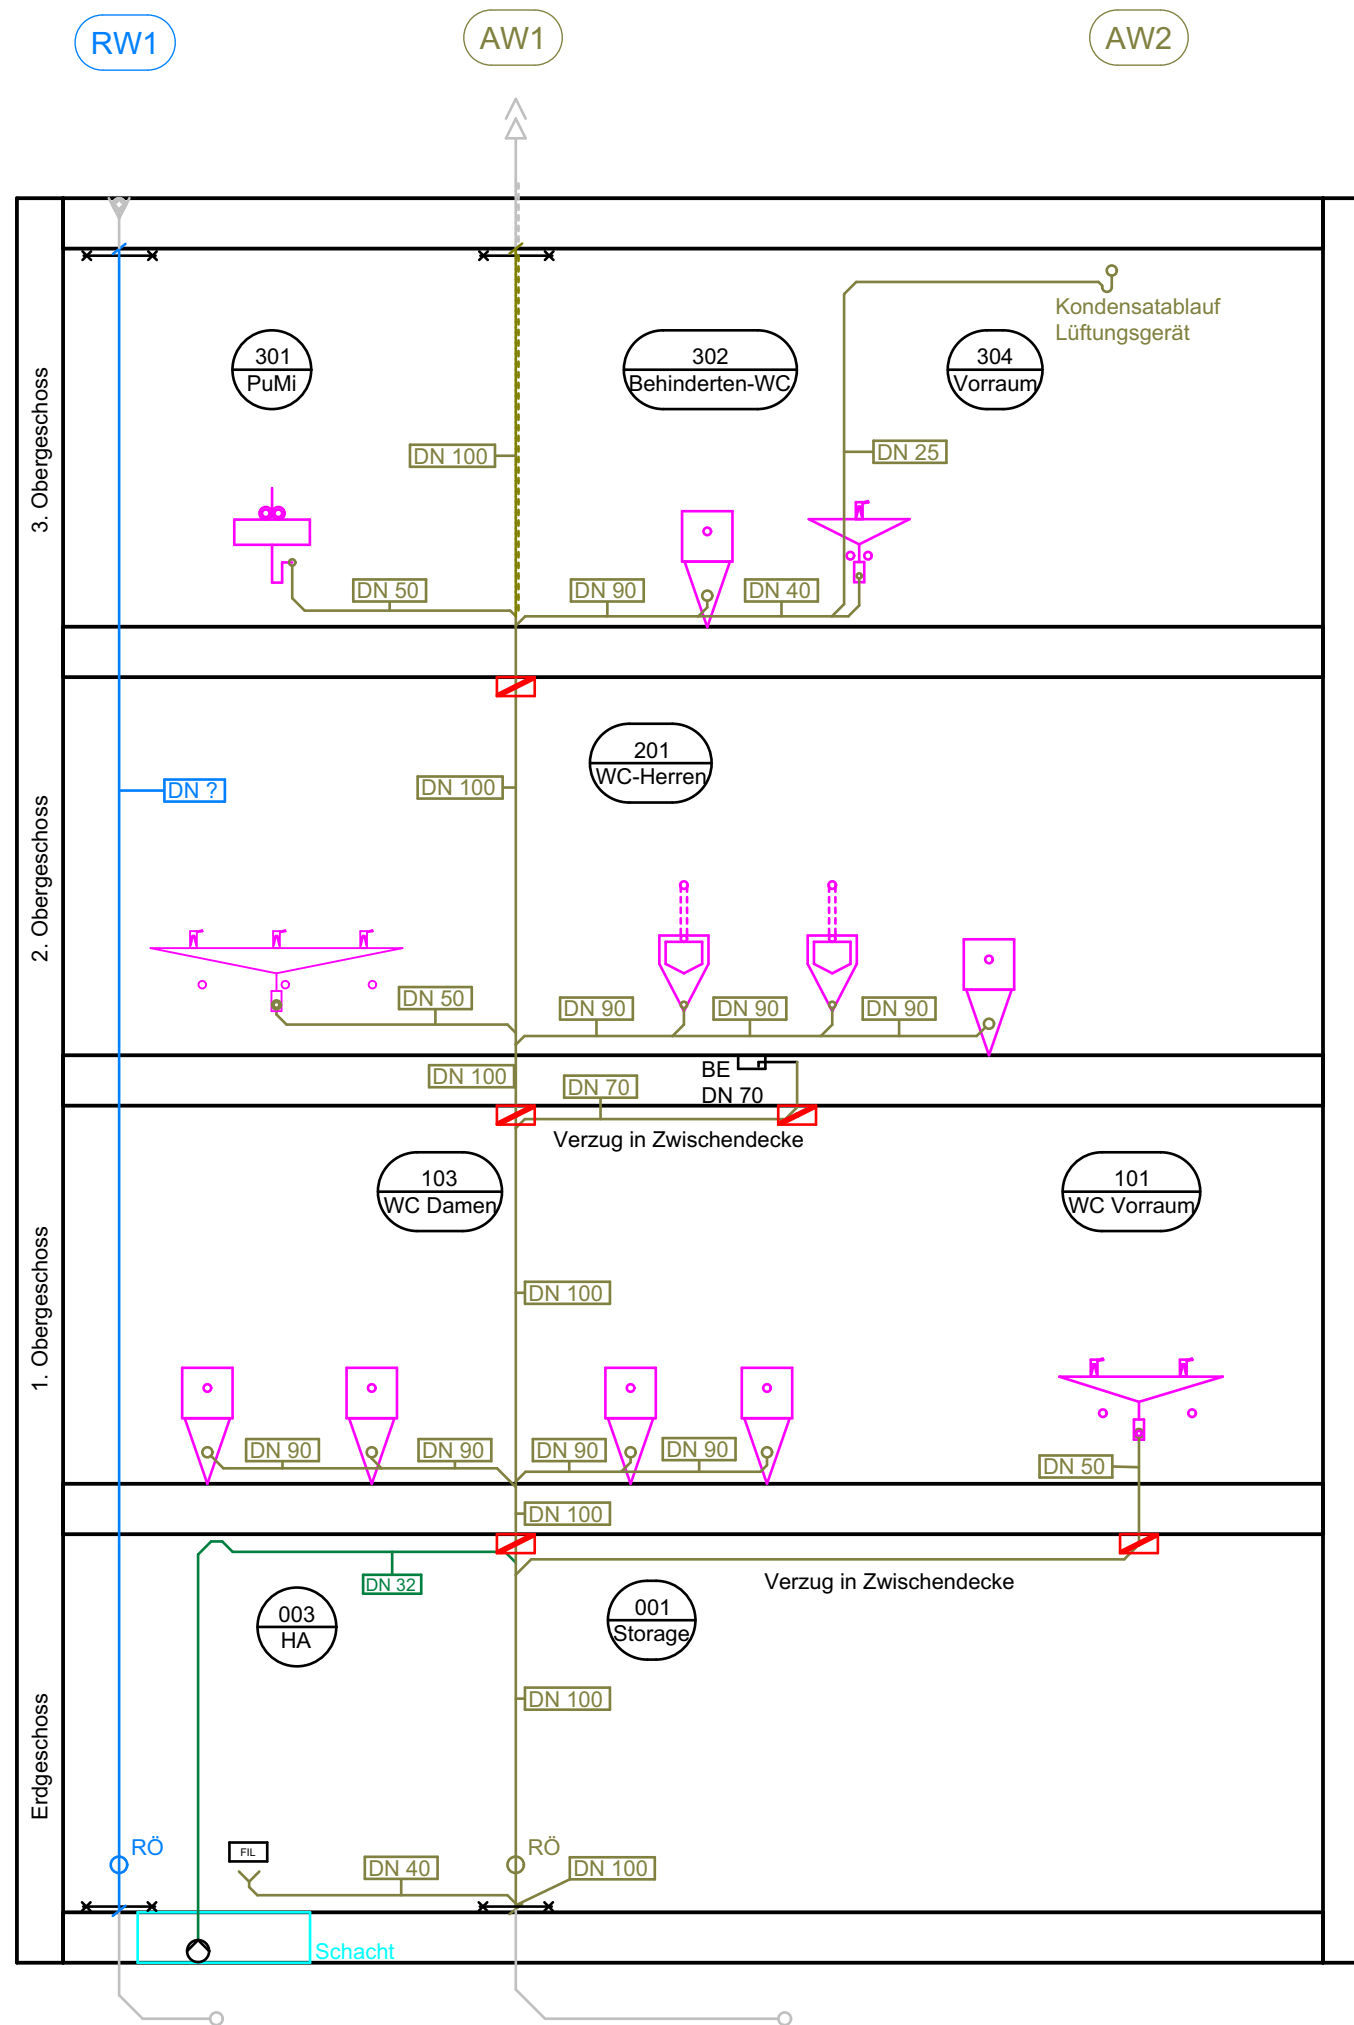 RW1
AW1
AW2
3. Obergeschoss
Kondensatablauf
Lüftungsgerät
301
PuMi
302
Behinderten-WC
304
Vorraum
DN 100
DN 25
DN 50
DN 90
DN 40
2. Obergeschoss
201
WC-Herren
DN ?
DN 100
DN 50
DN 90
DN 90
DN 90
DN 100
DN 70
BE
DN 70
Verzug in Zwischendecke
1. Obergeschoss
103
WC Damen
101
WC Vorraum
DN 100
DN 90
DN 90
DN 90
DN 90
DN 50
DN 100
Erdgeschoss
DN 32
Verzug in Zwischendecke
003
HA
001
Storage
DN 100
RÖ
FIL
DN 40
RÖ
DN 100
Schacht